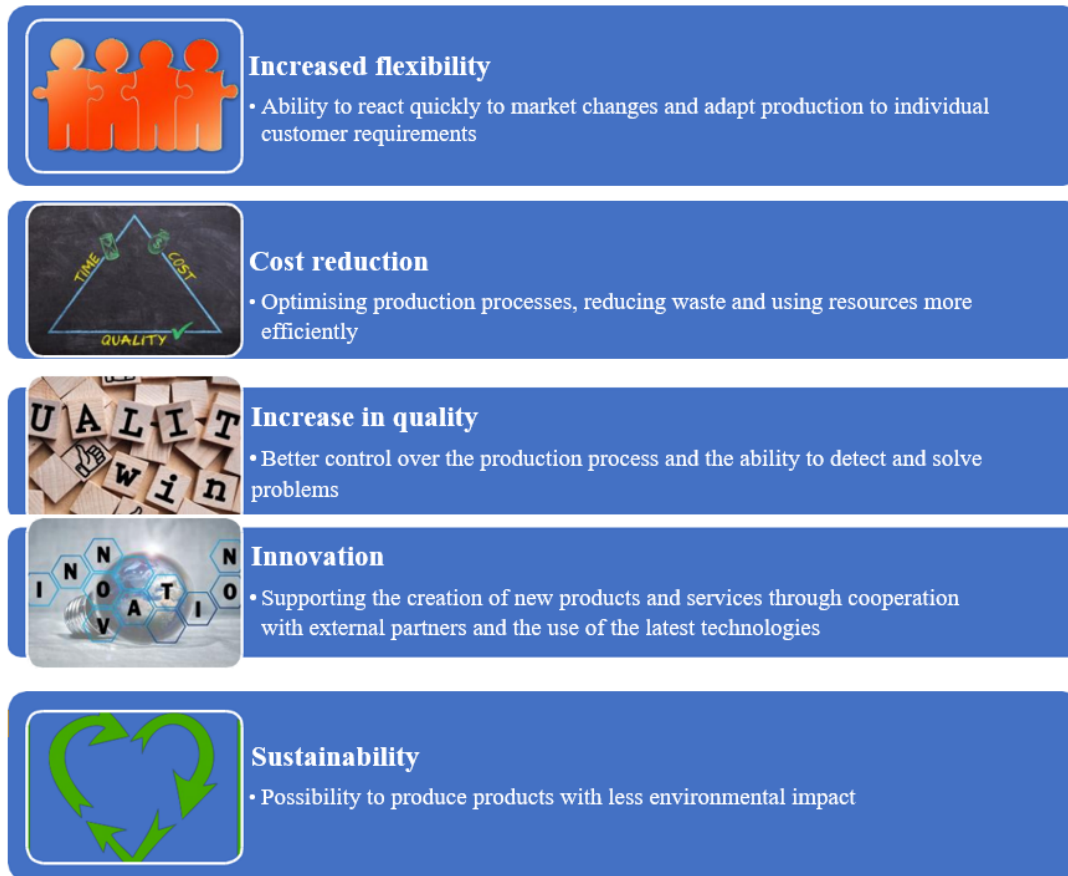 Increased flexibility
• Ability to react quickly to market changes and adapt production to individual
customer requirements
TIME
COST
QUALITY
Cost reduction
• Optimising production processes, reducing waste and using resources more
efficiently
UALIT
win
Increase in quality
• Better control over the production process and the ability to detect and solve
problems
INNOVATION
NO
Innovation
• Supporting the creation of new products and services through cooperation
with external partners and the use of the latest technologies
Sustainability
• Possibility to produce products with less environmental impact